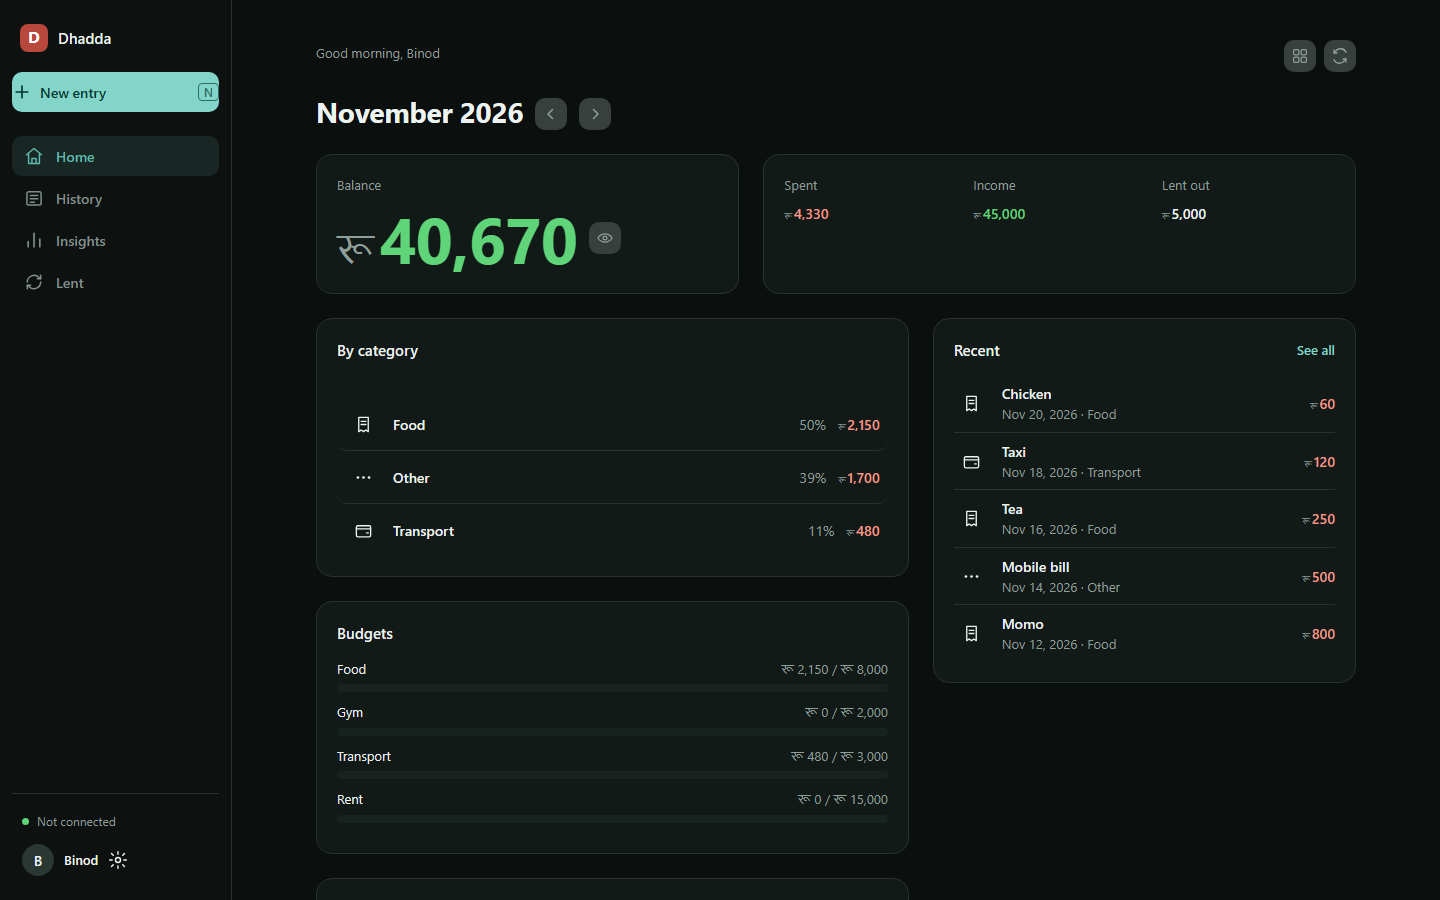 D Dhadda
New entry N
Home
History
Insights
Lent
Not connected
B Binod
Good morning, Binod
November 2026
Balance
रू 40,670
Spent
रू 4,330
Income
रू 45,000
Lent out
रू 5,000
By category
Food 50% रू 2,150
Other 39% रू 1,700
Transport 11% रू 480
Budgets
Food रू 2,150 / रू 8,000
Gym रू 0 / रू 2,000
Transport रू 480 / रू 3,000
Rent रू 0 / रू 15,000
Recent See all
Chicken
Nov 20, 2026 · Food
रू 60
Taxi
Nov 18, 2026 · Transport
रू 120
Tea
Nov 16, 2026 · Food
रू 250
Mobile bill
Nov 14, 2026 · Other
रू 500
Momo
Nov 12, 2026 · Food
रू 800